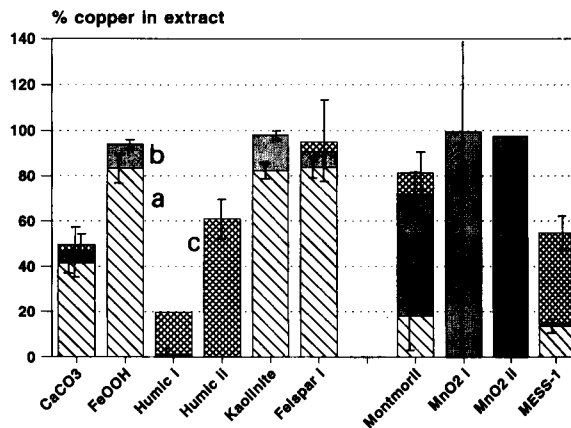 % copper in extract
140
120
100
80
60
40
20
0
b
a
c
CaCO3
FeOOH
Humic I
Humic II
Kaolinite
Felspar I
Montmorll
MnO2 I
MnO2 II
MESS-1